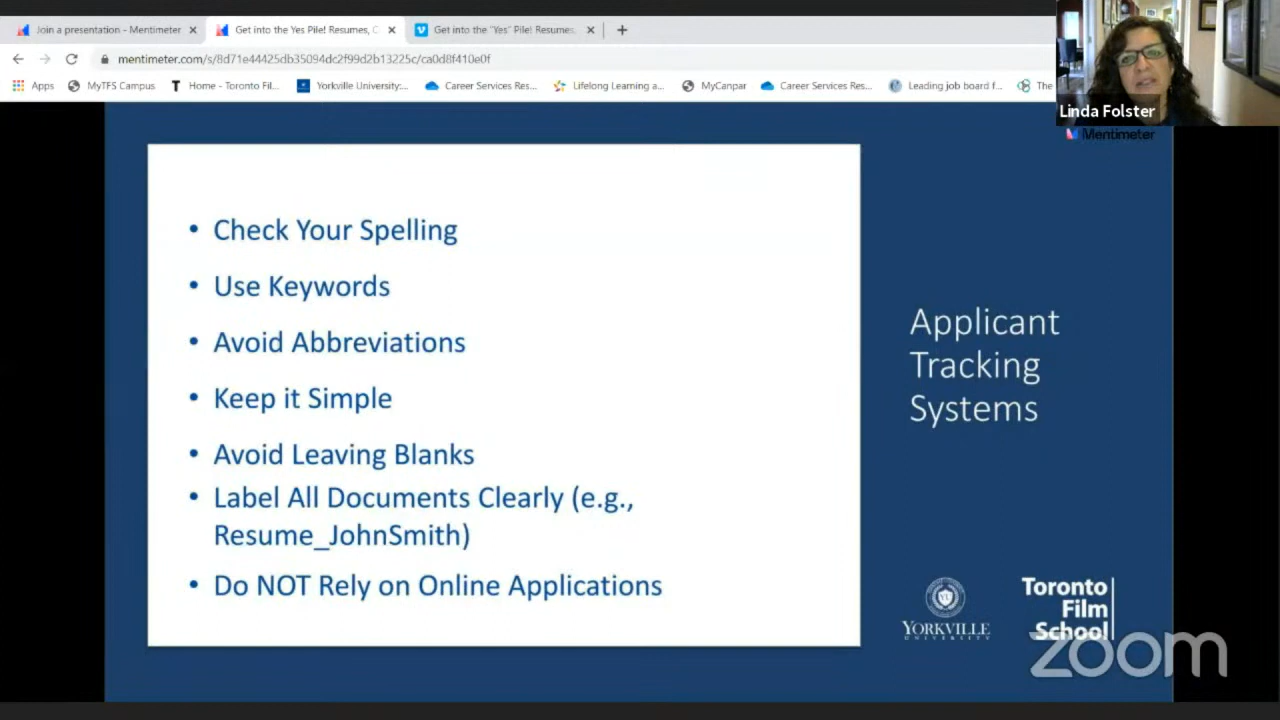 Join a presentation - Mentimeter
Get into the Yes Pile! Resumes, C
Get into the "Yes" Pile! Resumes,
mentimeter.com/s/8d71e44425db35094dc2f99d2b13225c/ca0d8f410e0f
Apps
MyTFS Campus
Home - Toronto Fil...
Yorkville University:...
Career Services Res...
Lifelong Learning a...
MyCanpar
Career Services Res...
Leading job board f...
The
Linda Folster
Mentimeter
• Check Your Spelling
• Use Keywords
• Avoid Abbreviations
• Keep it Simple
• Avoid Leaving Blanks
• Label All Documents Clearly (e.g.,
Resume_JohnSmith)
• Do NOT Rely on Online Applications
Applicant
Tracking
Systems
YORKVILLE
UNIVERSITY
Toronto
Film
School
zoom